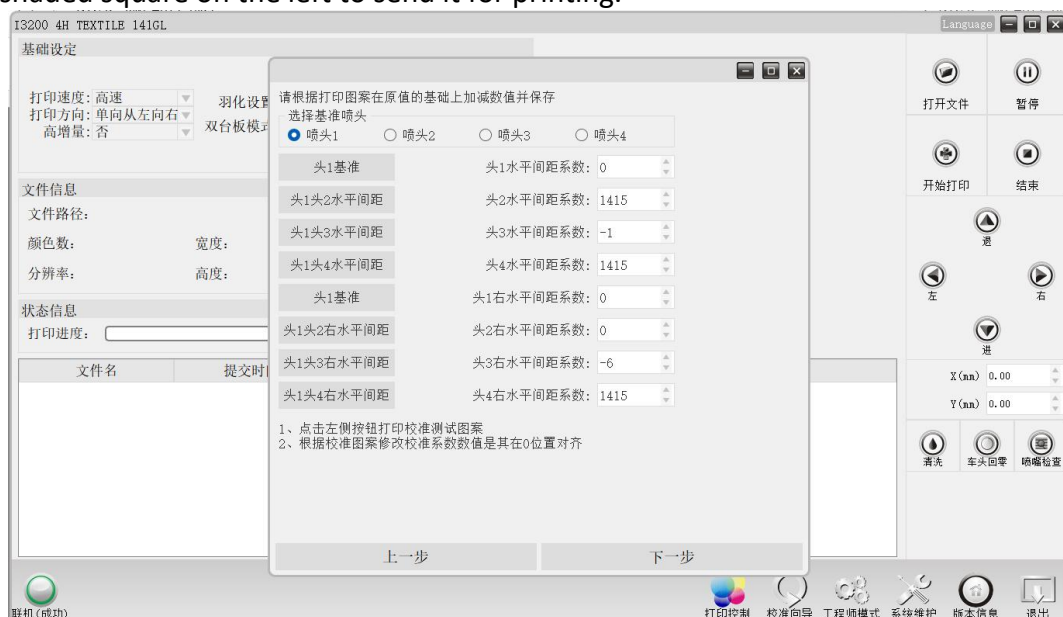 shaded square on the left to send it for printing.
I3200 4H TEXTILE 141GL
Language
基础设定
打印速度: 高速
羽化设置
打印方向: 单向从左向右
双台板模式
高增量: 否
文件信息
文件路径:
颜色数:
宽度:
分辨率:
高度:
状态信息
打印进度:
文件名
提交时间
请根据打印图案在原值的基础上加减数值并保存
选择基准喷头
喷头1 喷头2 喷头3 喷头4
头1基准 头1水平间距系数: 0
头1头2水平间距 头2水平间距系数: 1415
头1头3水平间距 头3水平间距系数: -1
头1头4水平间距 头4水平间距系数: 1415
头1基准 头1右水平间距系数: 0
头1头2右水平间距 头2右水平间距系数: 0
头1头3右水平间距 头3右水平间距系数: -6
头1头4右水平间距 头4右水平间距系数: 1415
1、点击左侧按钮打印校准测试图案
2、根据校准图案修改校准系数数值是其在0位置对齐
上一步 下一步
打开文件 暂停
开始打印 结束
退
左 右
进
X(mm) 0.00
Y(mm) 0.00
清洗 车头回零 喷嘴检查
联机(成功)
打印控制 校准向导 工程师模式 系统维护 版本信息 退出